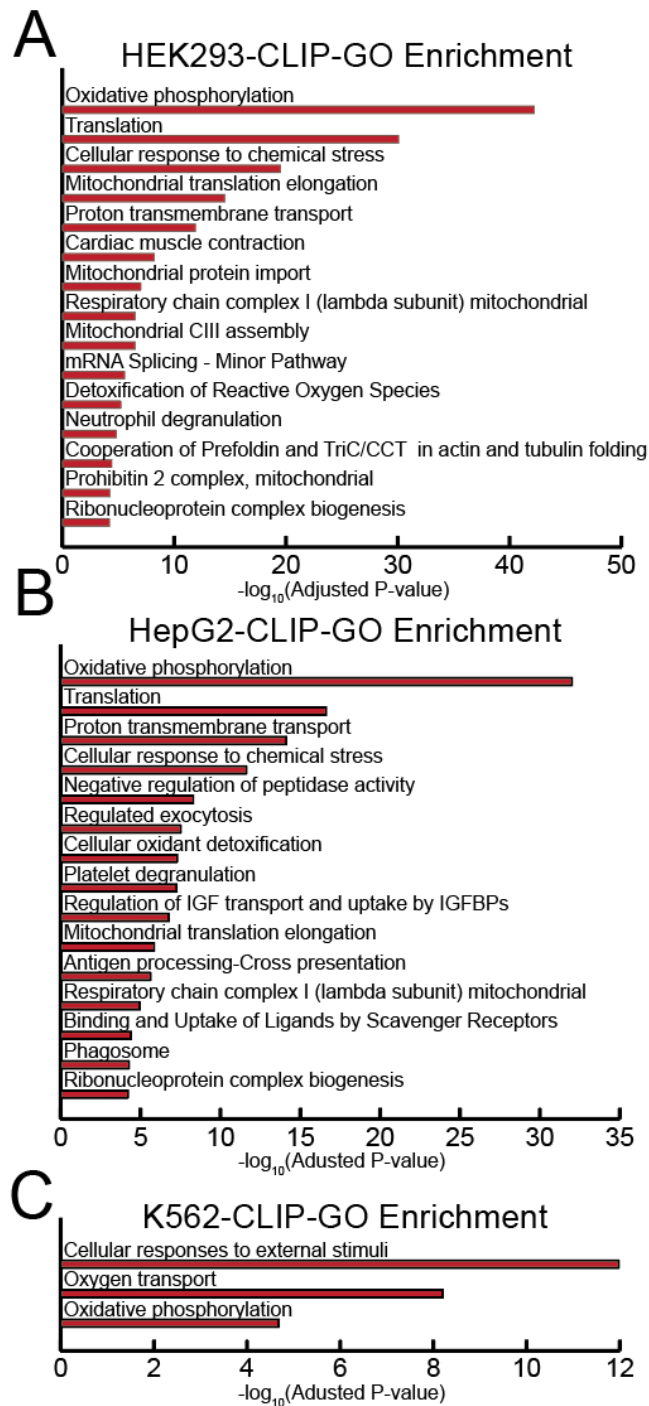 A
HEK293-CLIP-GO Enrichment
Oxidative phosphorylation
Translation
Cellular response to chemical stress
Mitochondrial translation elongation
Proton transmembrane transport
Cardiac muscle contraction
Mitochondrial protein import
Respiratory chain complex I (lambda subunit) mitochondrial
Mitochondrial CIII assembly
mRNA Splicing - Minor Pathway
Detoxification of Reactive Oxygen Species
Neutrophil degranulation
Cooperation of Prefoldin and TriC/CCT in actin and tubulin folding
Prohibitin 2 complex, mitochondrial
Ribonucleoprotein complex biogenesis
0 10 20 30 40 50
-log10(Adjusted P-value)
B
HepG2-CLIP-GO Enrichment
Oxidative phosphorylation
Translation
Proton transmembrane transport
Cellular response to chemical stress
Negative regulation of peptidase activity
Regulated exocytosis
Cellular oxidant detoxification
Platelet degranulation
Regulation of IGF transport and uptake by IGFBPs
Mitochondrial translation elongation
Antigen processing-Cross presentation
Respiratory chain complex I (lambda subunit) mitochondrial
Binding and Uptake of Ligands by Scavenger Receptors
Phagosome
Ribonucleoprotein complex biogenesis
0 5 10 15 20 25 30 35
-log10(Adusted P-value)
C
K562-CLIP-GO Enrichment
Cellular responses to external stimuli
Oxygen transport
Oxidative phosphorylation
0 2 4 6 8 10 12
-log10(Adjusted P-value)